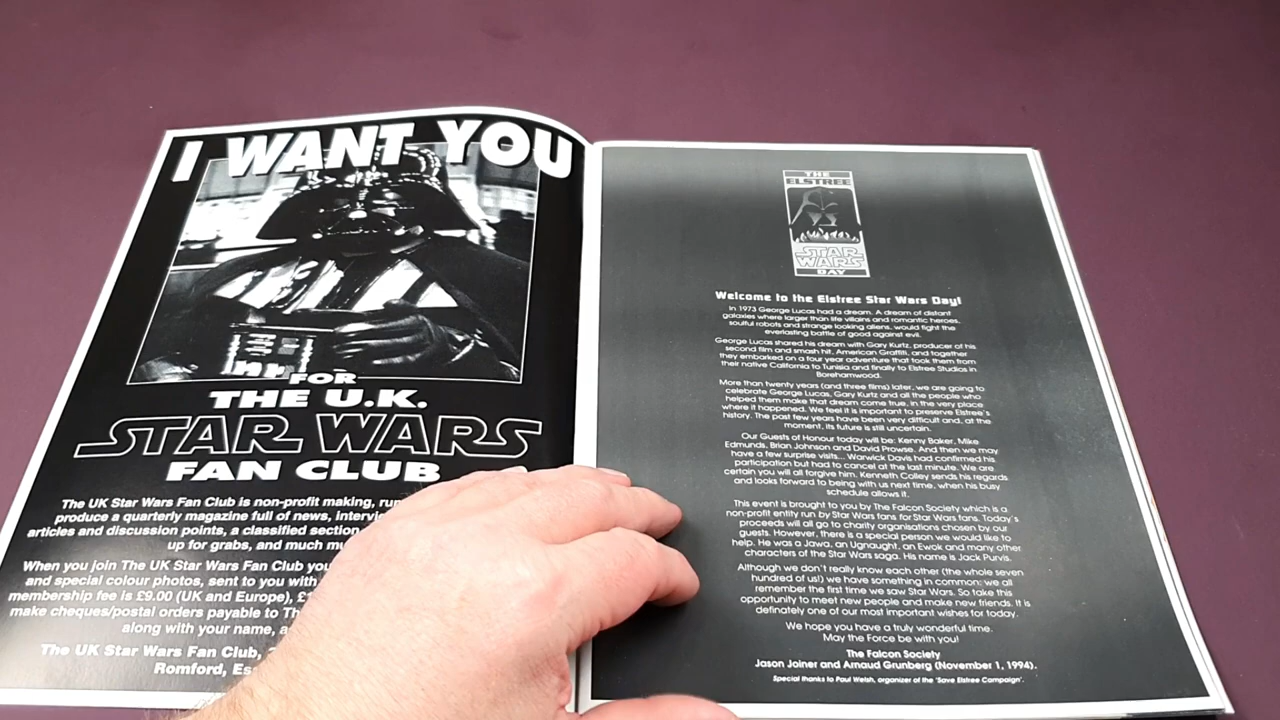 I WANT YOU
FOR
THE U.K.
STAR WARS
FAN CLUB
The UK Star Wars Fan Club is non-profit making, run
produce a quarterly magazine full of news,
articles and discussion points, a classified section
up for grabs, and much
When you join The UK Star Wars Fan Club you
and special colour photos, sent to you with
membership fee is £9.00 (UK and Europe),
make cheques/postal orders payable to
along with your name,
The UK Star Wars Fan Club,
Romford,
THE
ELSTREE
STAR
WARS
DAY
Welcome to the Elstree Star Wars Day!
In 1973 George Lucas had a dream. A dream of distant
galaxies where larger than life villains and romantic heroes,
soulful robots and strange looking aliens, would fight the
everlasting battle of good against evil.
George Lucas shared his dream with Gary Kurtz, producer of his
second film and smash hit, American Graffiti, and together
they embarked on a four year adventure that took them from
their native California to Tunisia and finally to Elstree Studios in
Borehamwood.
More than twenty years (and three films) later, we are going to
celebrate George Lucas, Gary Kurtz and all the people who
helped them make that dream come true, in the very place
where it happened. We feel it is important to preserve Elstree's
history. The past few years have been very difficult and, at the
moment, its future is still uncertain.
Our Guests of Honour today will be: Kenny Baker, Mike
Edmunds, Brian Johnson and David Prowse. And then we may
have a few surprise visits... Warwick Davis had confirmed his
participation but had to cancel at the last minute. We are
certain you will all forgive him. Kenneth Colley sends his regards
and looks forward to being with us next time, when his busy
schedule allows it.
This event is brought to you by The Falcon Society which is a
non-profit entity run by Star Wars fans for Star Wars fans. Today's
proceeds will all go to charity organisations chosen by our
guests. However, there is a special person we would like to
help. He was a Jawa, an Ugnaught, an Ewok and many other
characters of the Star Wars saga. His name is Jack Purvis.
Although we don't really know each other (the whole seven
hundred of us!) we have something in common: we all
remember the first time we saw Star Wars. So take this
opportunity to meet new people and make new friends. It is
definately one of our most important wishes for today.
We hope you have a truly wonderful time.
May the Force be with you!
The Falcon Society
Jason Joiner and Arnaud Grunberg (November 1, 1994).
Special thanks to Paul Welsh, organizer of the 'Save Elstree Campaign'.